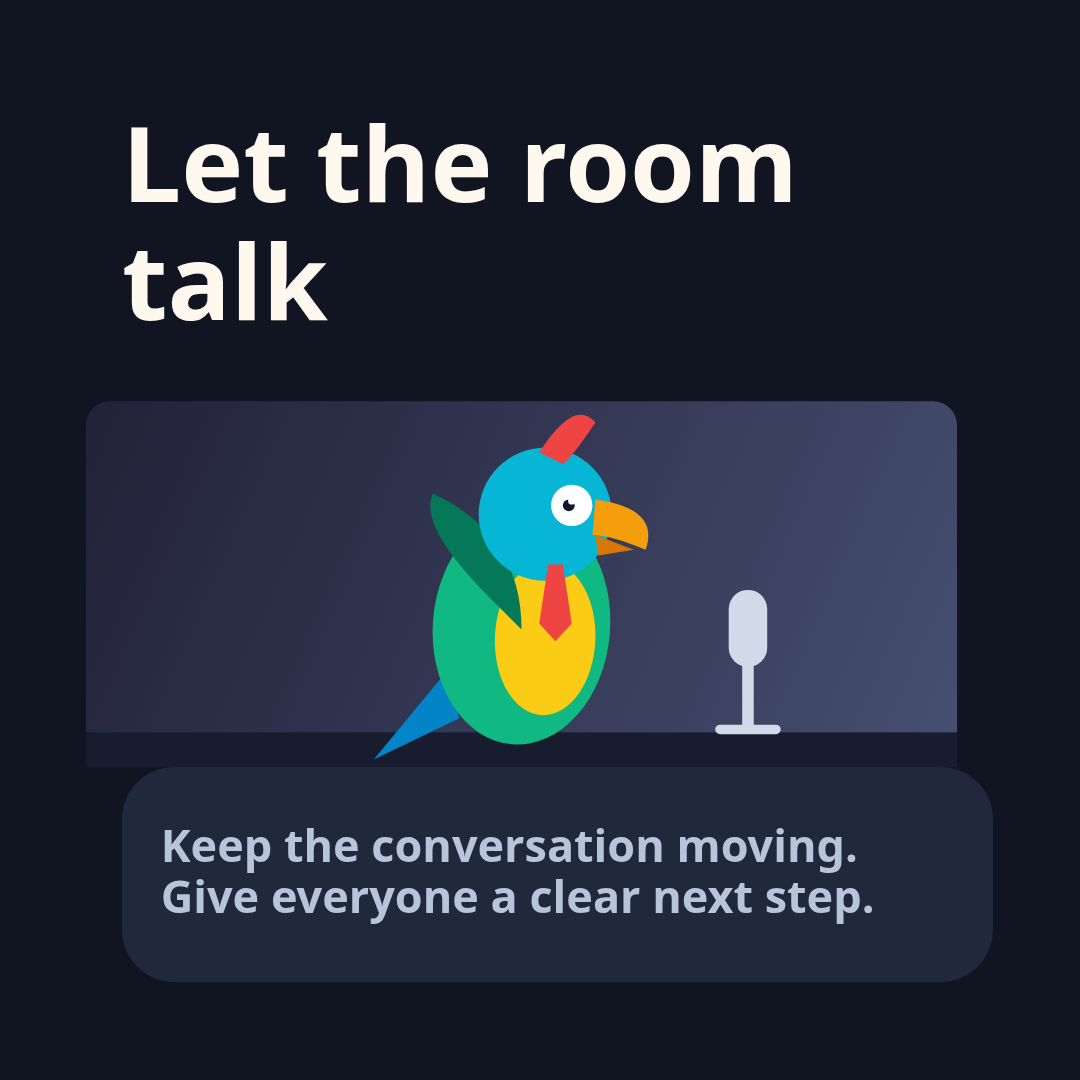 Let the room
talk
Keep the conversation moving.
Give everyone a clear next step.